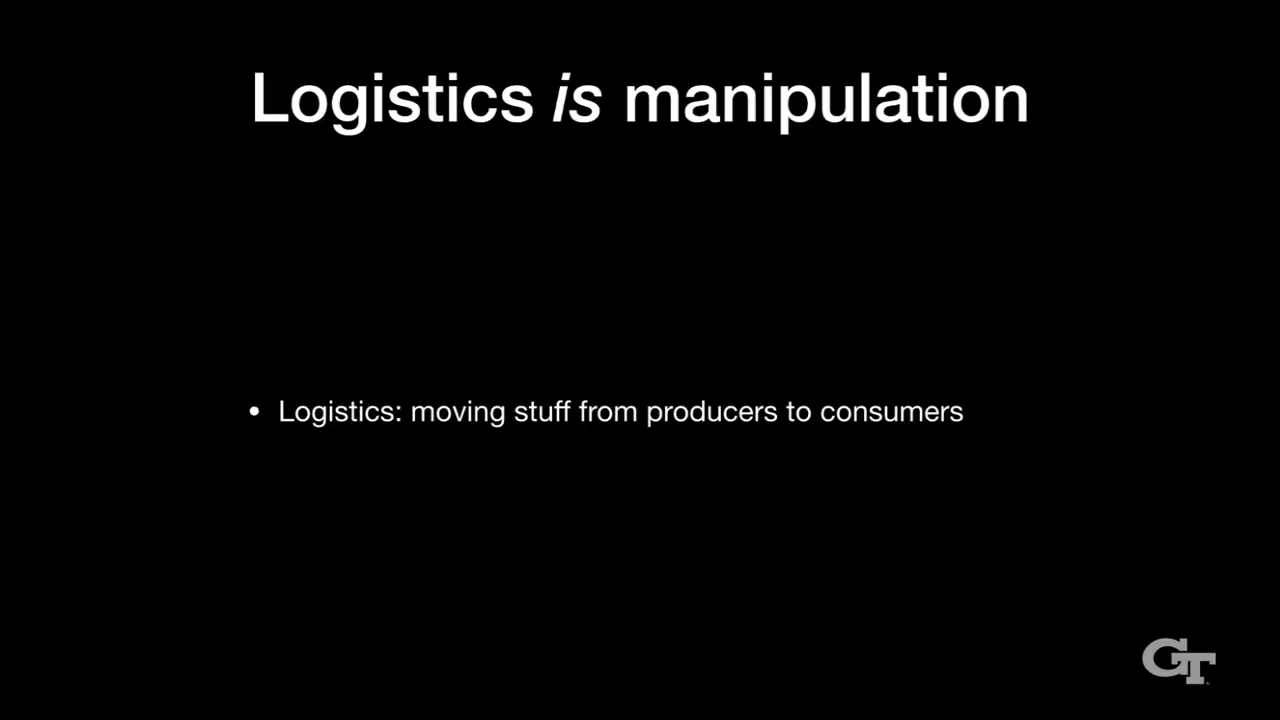 Logistics is manipulation
• Logistics: moving stuff from producers to consumers
GT